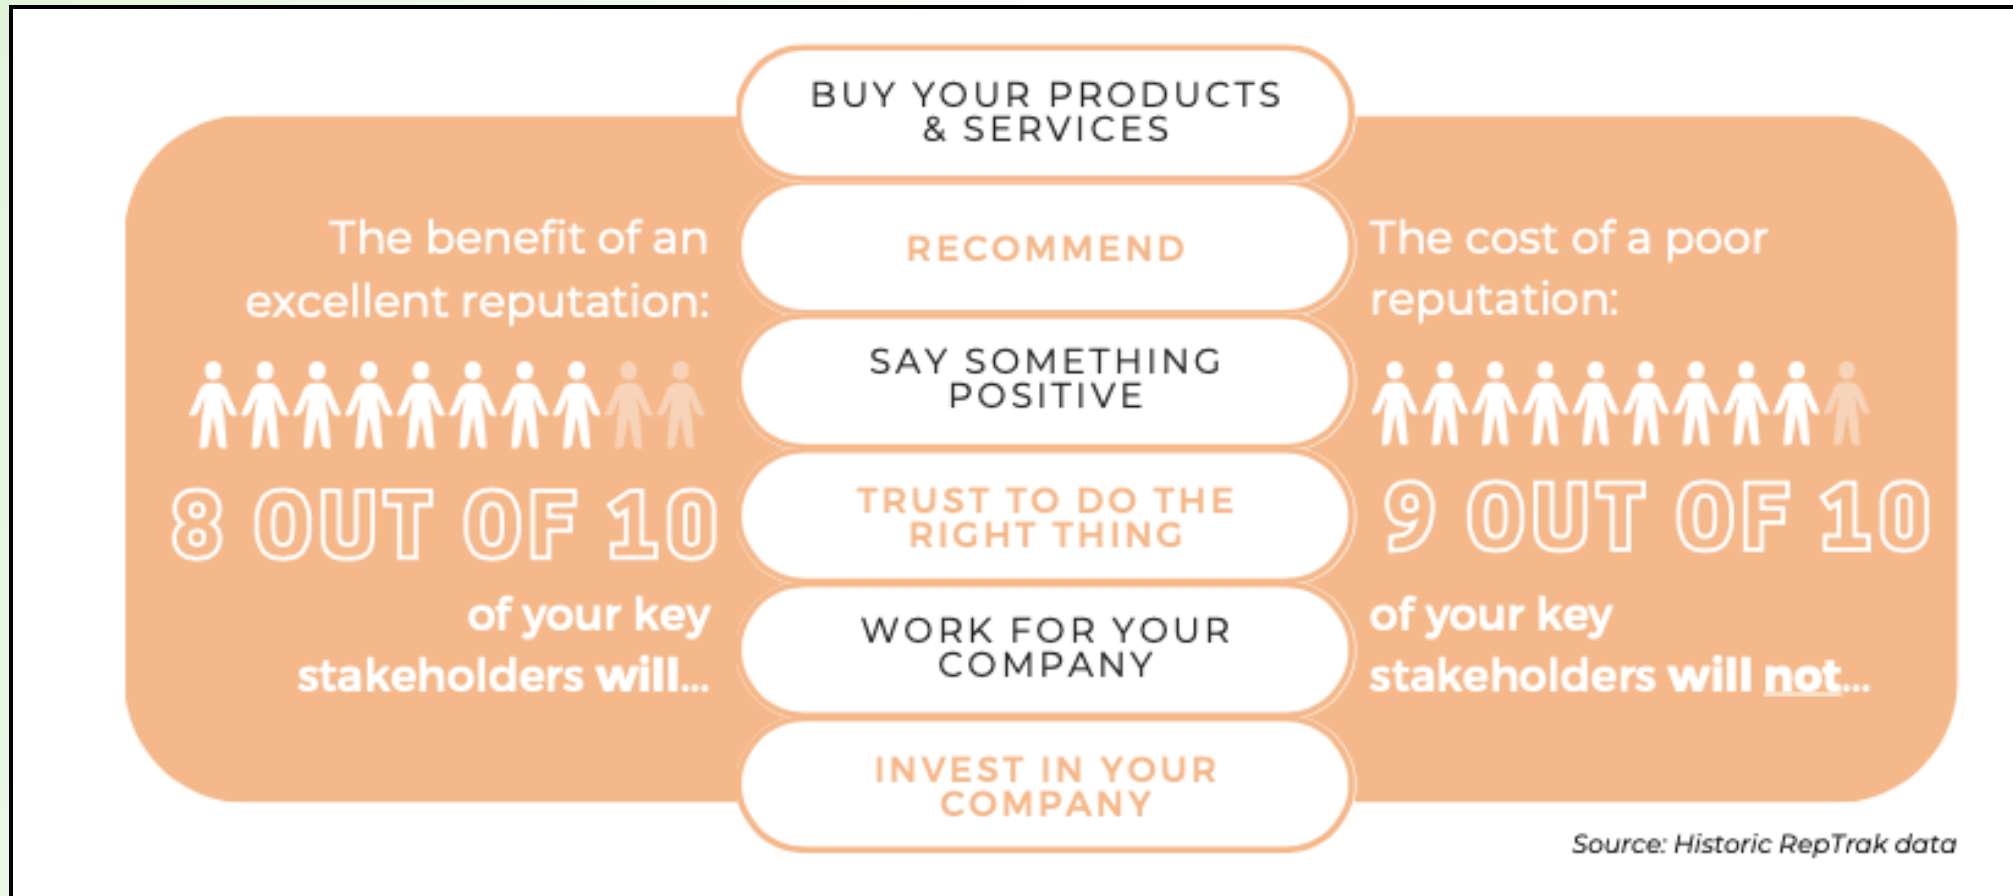 The benefit of an
excellent reputation:
8 OUT OF 10
of your key
stakeholders will...
BUY YOUR PRODUCTS
& SERVICES
RECOMMEND
SAY SOMETHING
POSITIVE
TRUST TO DO THE
RIGHT THING
WORK FOR YOUR
COMPANY
INVEST IN YOUR
COMPANY
The cost of a poor
reputation:
9 OUT OF 10
of your key
stakeholders will not...
Source: Historic RepTrak data